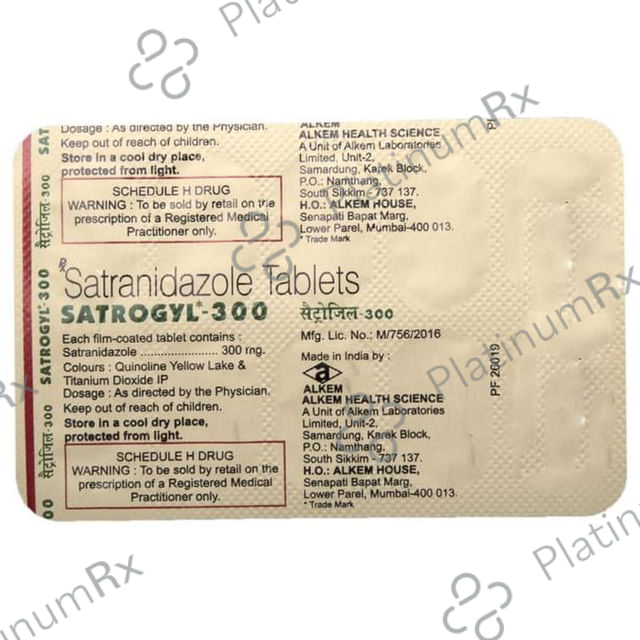 PlatinumRx
SAT
Dosage : As directed by the Physician.
Keep out of reach of children.
Store in a cool dry place,
protected from light.
SCHEDULE H DRUG
WARNING : To be sold by retail on the
prescription of a Registered Medical
Practitioner only.
ALKEM
ALKEM HEALTH SCIENCE
A Unit of Alkem Laboratories
Limited, Unit-2,
Samardung, Karek Block,
P.O.: Namthang,
South Sikkim - 737 137.
H.O.: ALKEM HOUSE,
Senapati Bapat Marg,
Lower Parel, Mumbai-400 013.
* Trade Mark
PlatinumRx
सैट्रोजिल-300
SATROGYL*-300
सैट्रोजिल-300
00
Rx
Satranidazole Tablets
SATROGYL*-300
सैट्रोजिल-300
Each film-coated tablet contains :
Satranidazole ...................... 300 mg.
Colours : Quinoline Yellow Lake &
Titanium Dioxide IP
Dosage : As directed by the Physician.
Keep out of reach of children.
Store in a cool dry place,
protected from light.
SCHEDULE H DRUG
WARNING : To be sold by retail on the
prescription of a Registered Medical
Practitioner only.
Mfg. Lic. No.: M/756/2016
Made in India by :
ALKEM
ALKEM HEALTH SCIENCE
A Unit of Alkem Laboratories
Limited, Unit-2,
Samardung, Karek Block,
P.O.: Namthang,
South Sikkim - 737 137.
H.O.: ALKEM HOUSE,
Senapati Bapat Marg,
Lower Parel, Mumbai-400 013.
* Trade Mark
PF 26019
PlatinumRx
PlatinumRx
PlatinumRx